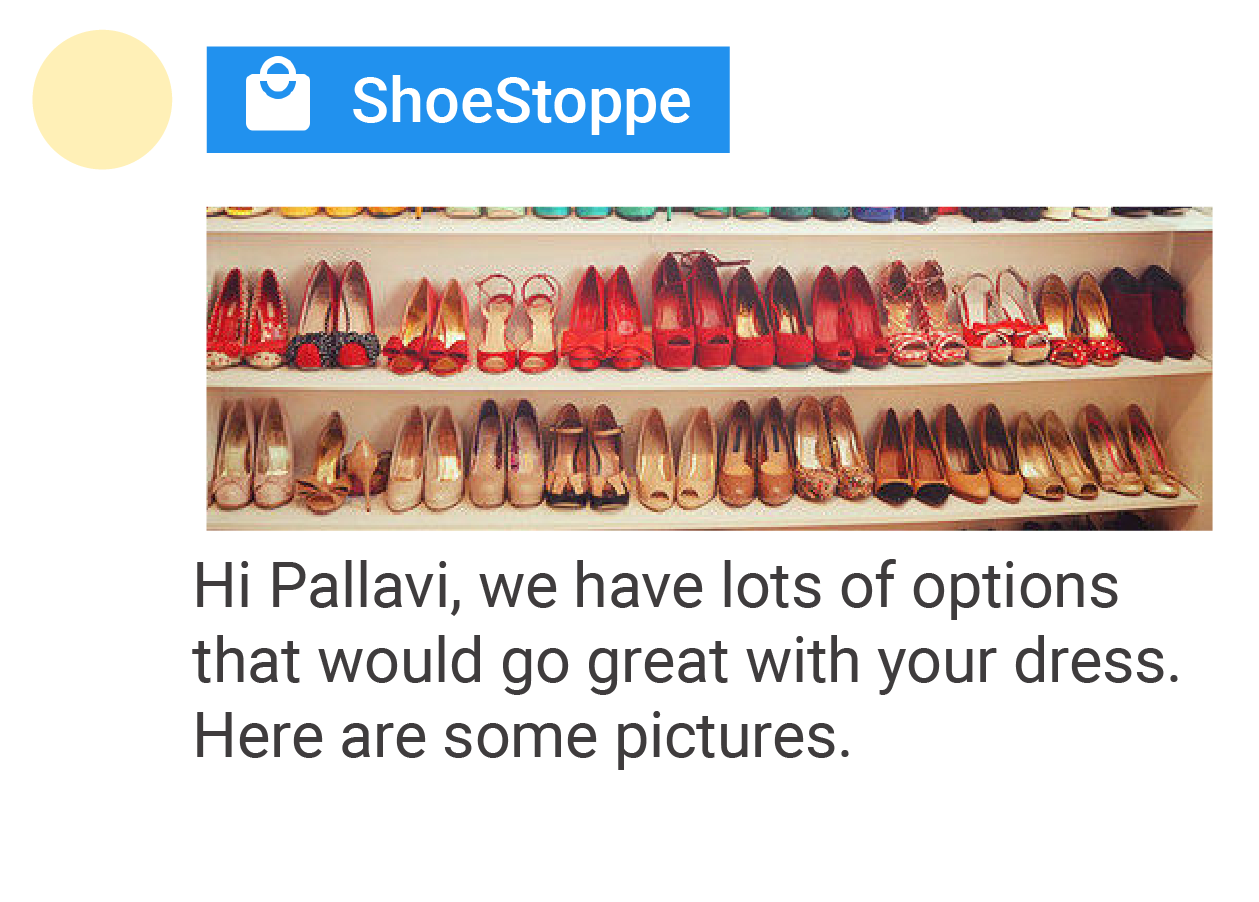 ShoeStoppe
Hi Pallavi, we have lots of options
that would go great with your dress.
Here are some pictures.